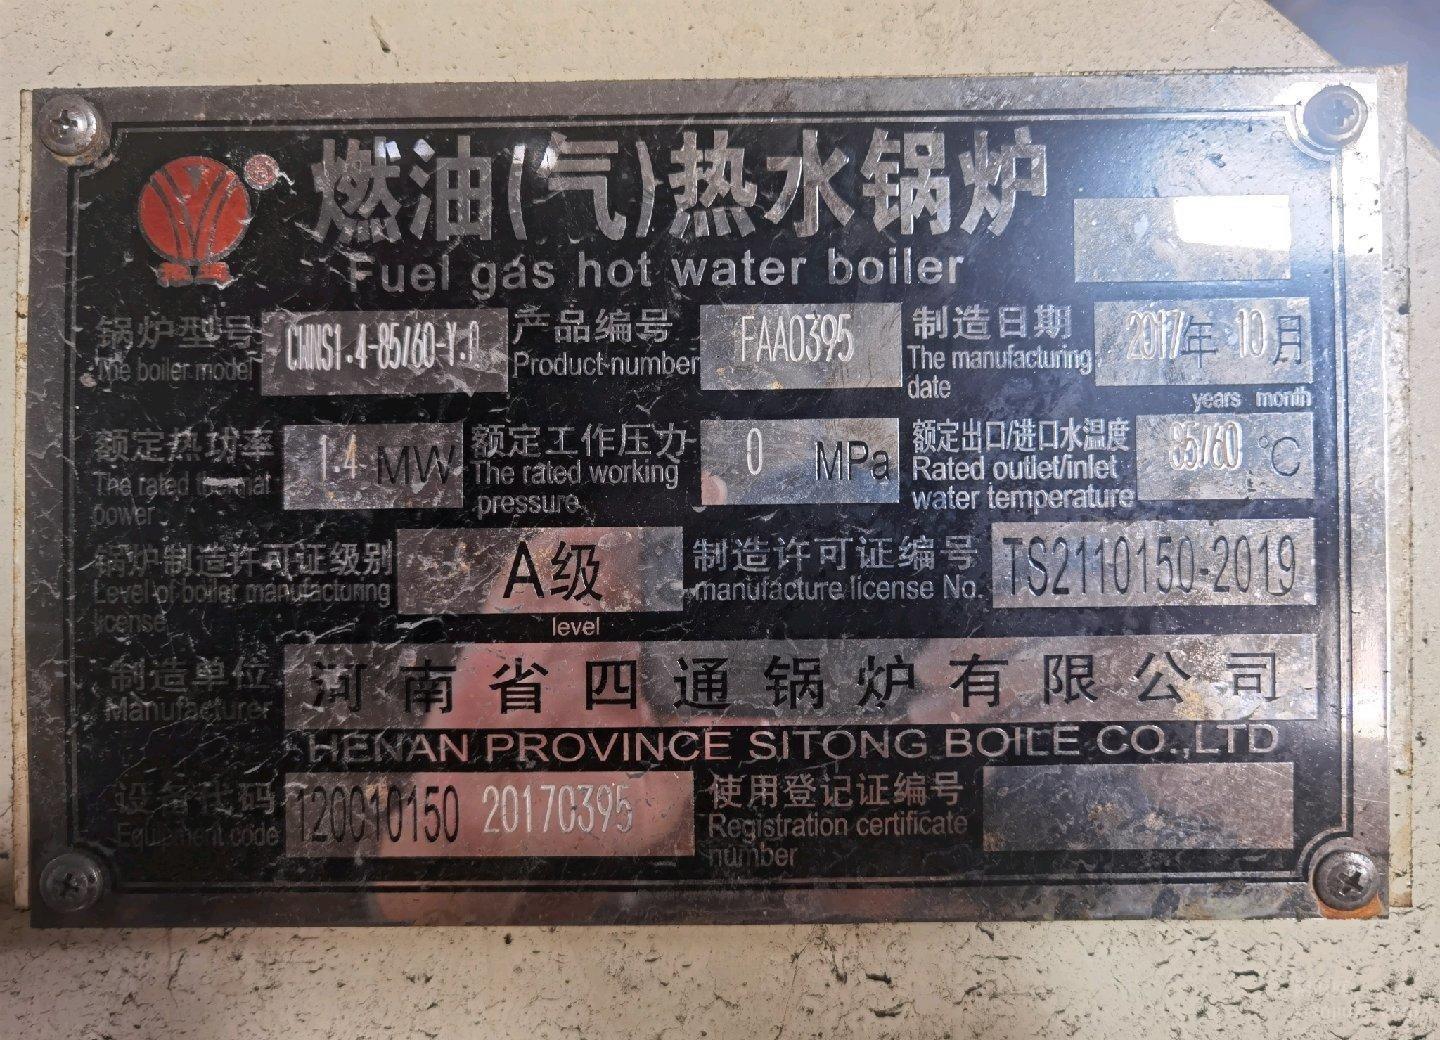 燃油(气)热水锅炉
Fuel gas hot water boiler
锅炉型号 CWNS1.4-85/60-Y.Q 产品编号 FAA0395 制造日期 2017年10月
The boiler model Product number The manufacturing date years month
额定热功率 1.4 MW 额定工作压力 0 MPa 额定出口/进口水温度 85/60 ℃
The rated thermal power The rated working pressure Rated outlet/inlet water temperature
锅炉制造许可证级别 A级 制造许可证编号 TS2110150-2019
Level of boiler manufacturing license level manufacture license No.
制造单位 河南省四通锅炉有限公司
Manufacturer HENAN PROVINCE SITONG BOILE CO.,LTD
设备代码 120010150 20170395 使用登记证编号
Equipment code Registration certificate number